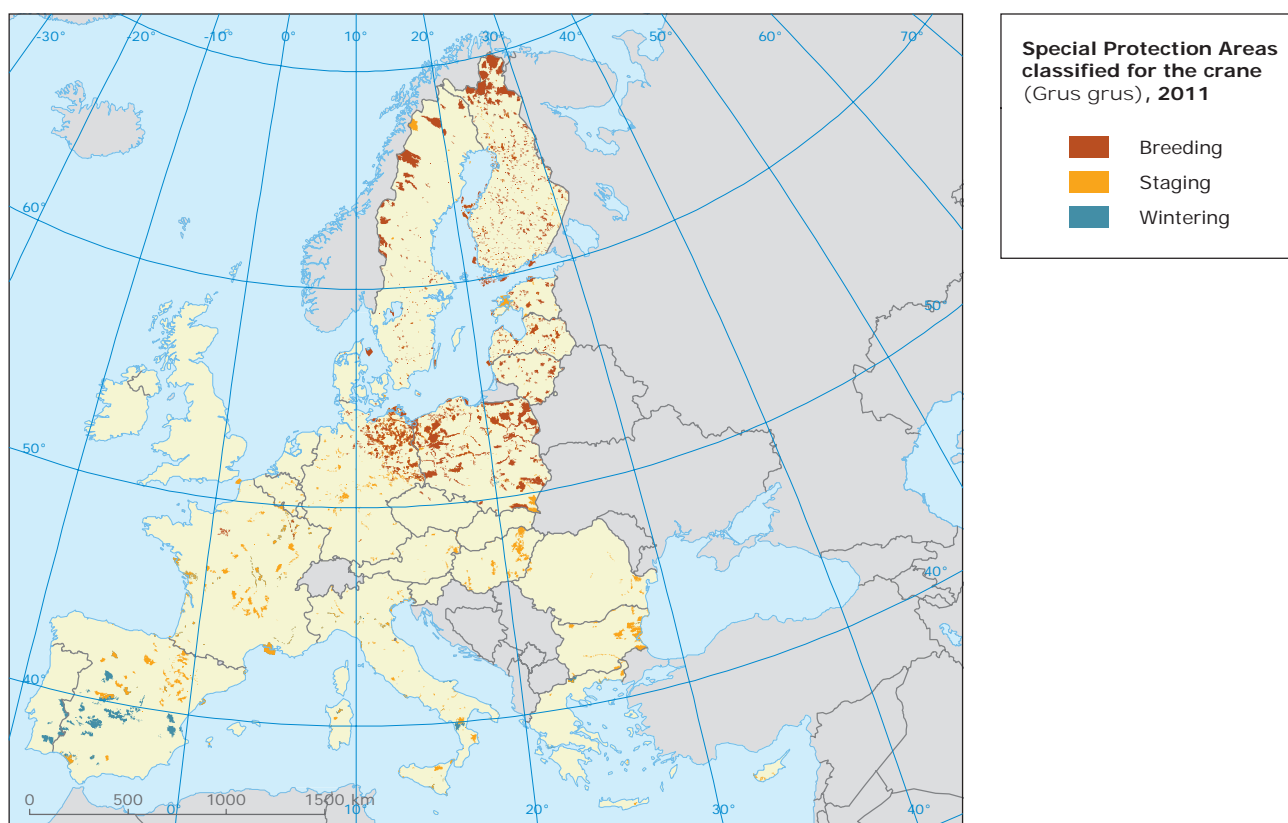 -30° -20° -10° 0° 10° 20° 30° 40° 50° 60° 70°
60°
50°
50°
40°
40°
0 500 1000 1500 km
0° 10° 20° 30° 40°
Special Protection Areas
classified for the crane
(Grus grus), 2011
Breeding
Staging
Wintering